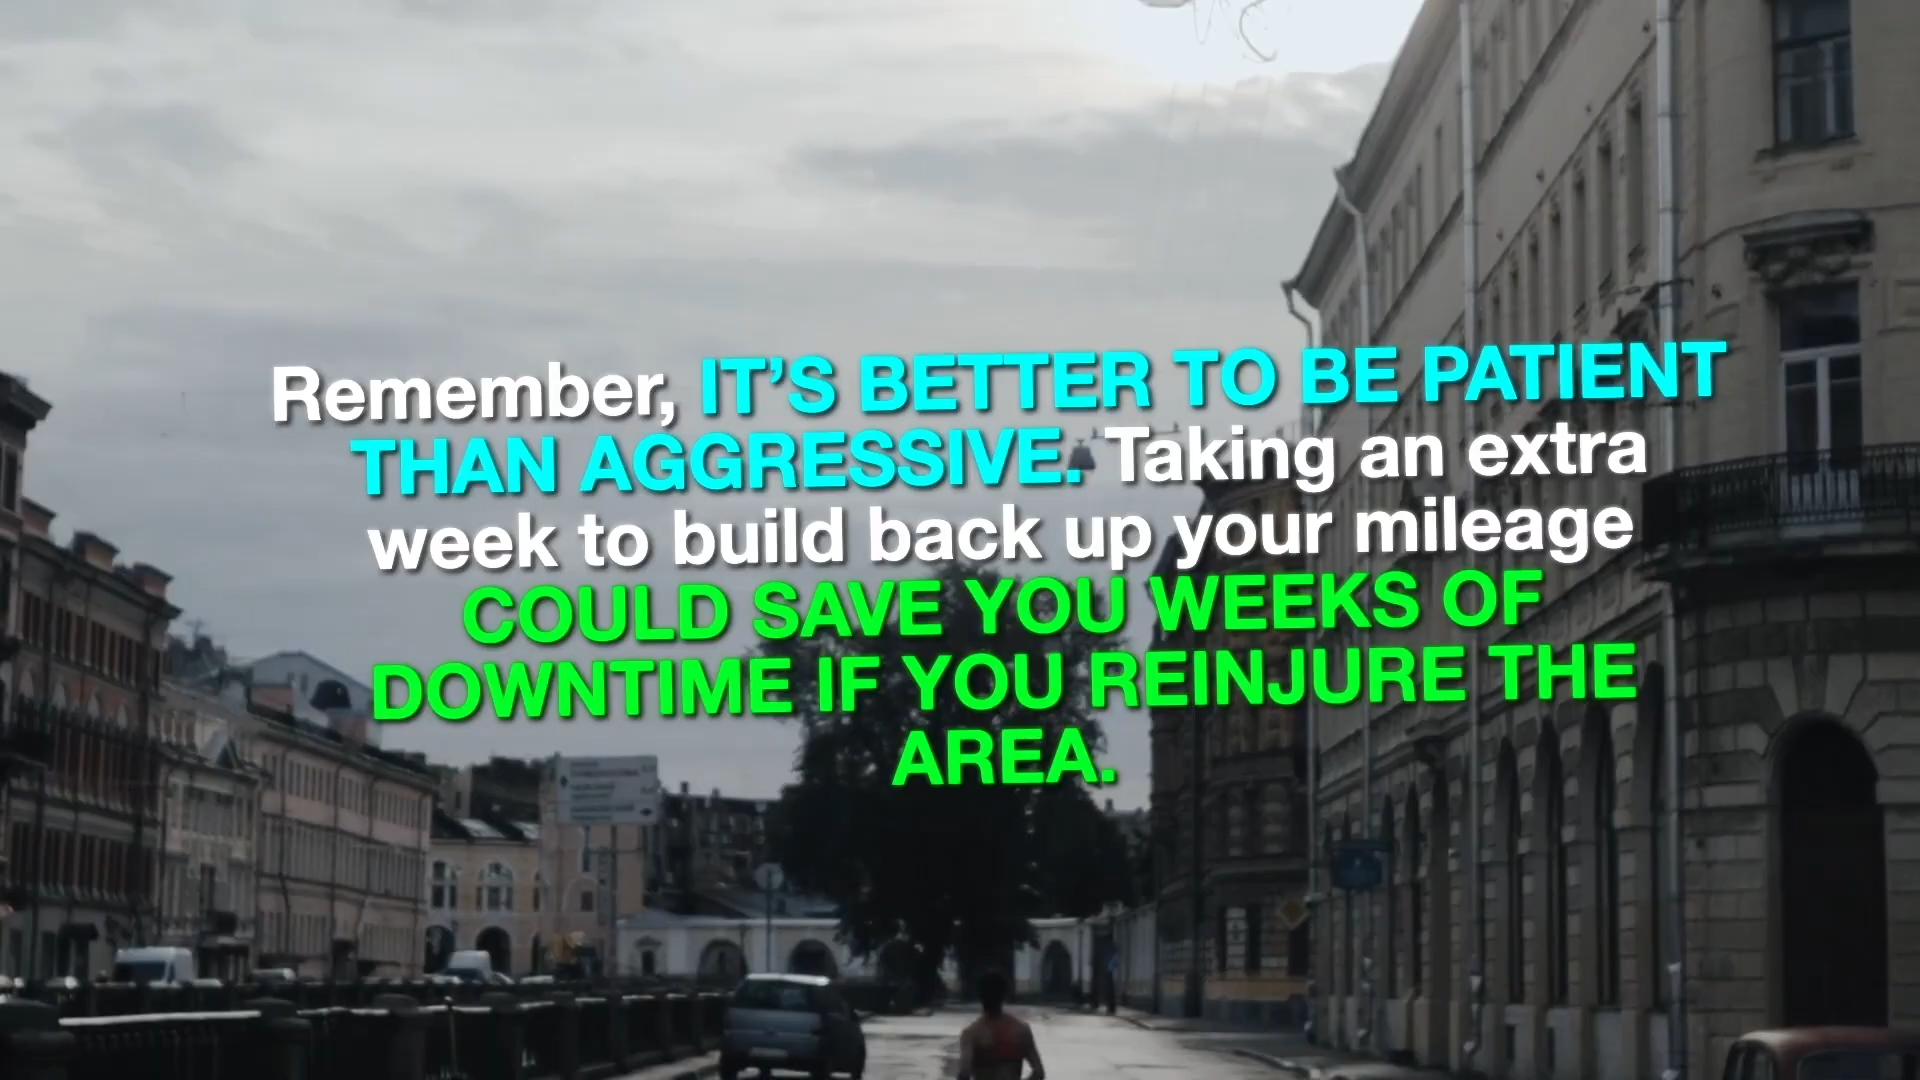 Remember, IT’S BETTER TO BE PATIENT
THAN AGGRESSIVE. Taking an extra
week to build back up your mileage
COULD SAVE YOU WEEKS OF
DOWNTIME IF YOU REINJURE THE
AREA.